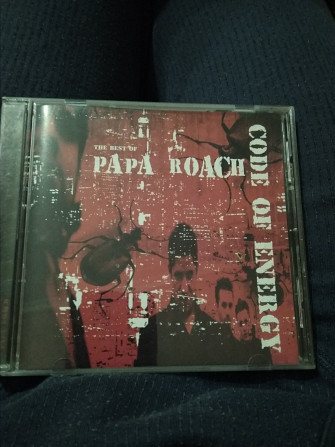 THE BEST OF
PAPA ROACH
CODE OF ENERGY